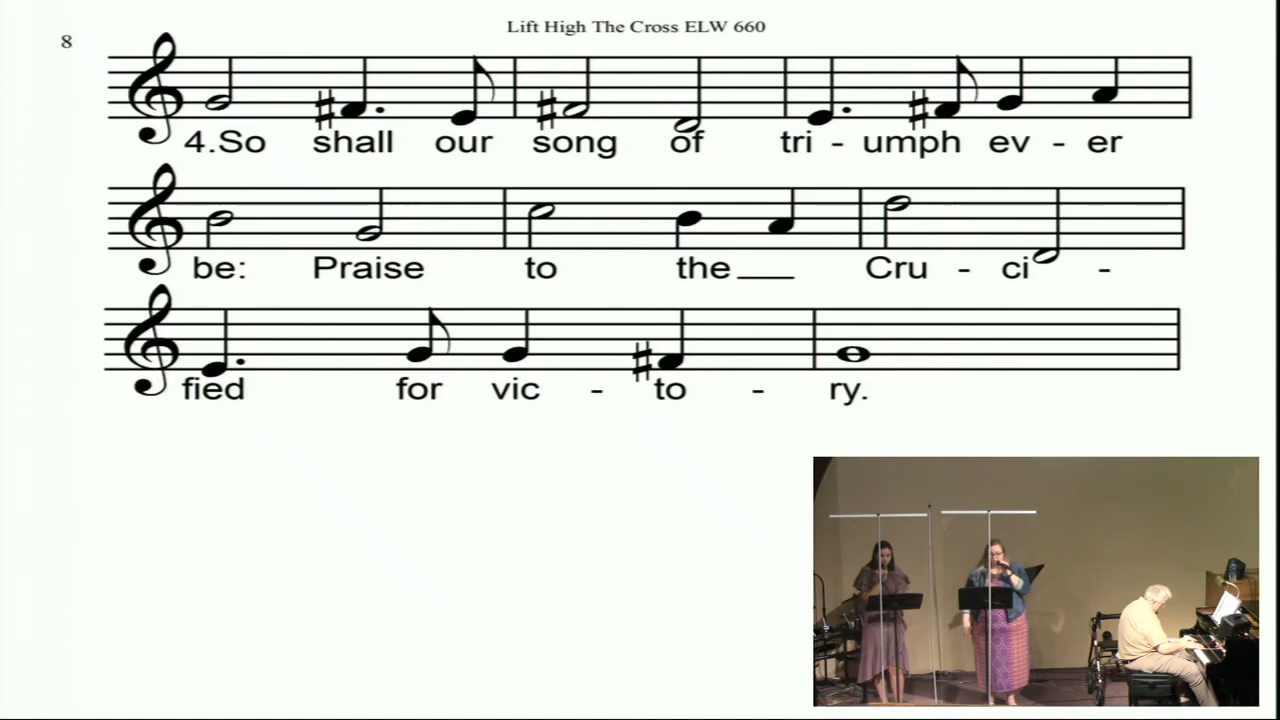 Lift High The Cross ELW 660
8
4.So shall our song of tri - umph ev - er
be: Praise to the___ Cru - ci -
fied for vic - to - ry.